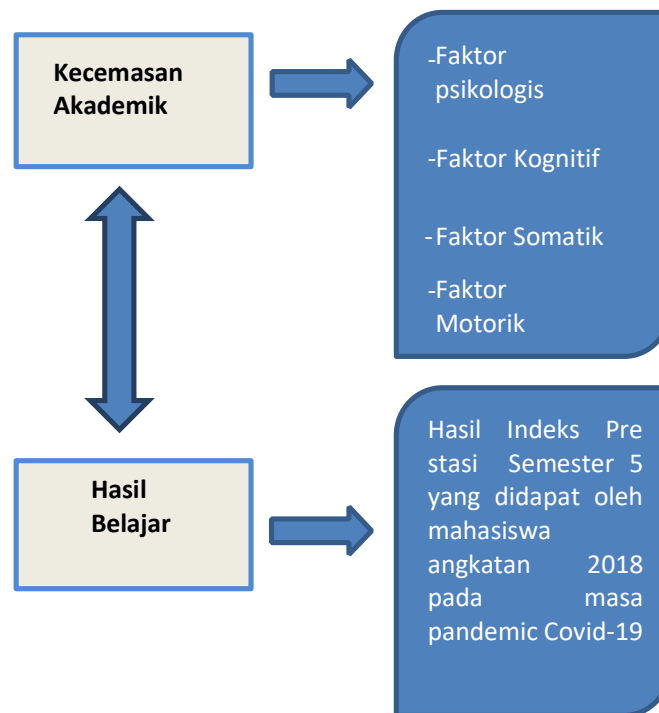 Kecemasan
Akademik
-Faktor
psikologis
-Faktor Kognitif
- Faktor Somatik
-Faktor
Motorik
Hasil
Belajar
Hasil Indeks Pre
stasi Semester 5
yang didapat oleh
mahasiswa
angkatan 2018
pada masa
pandemic Covid-19